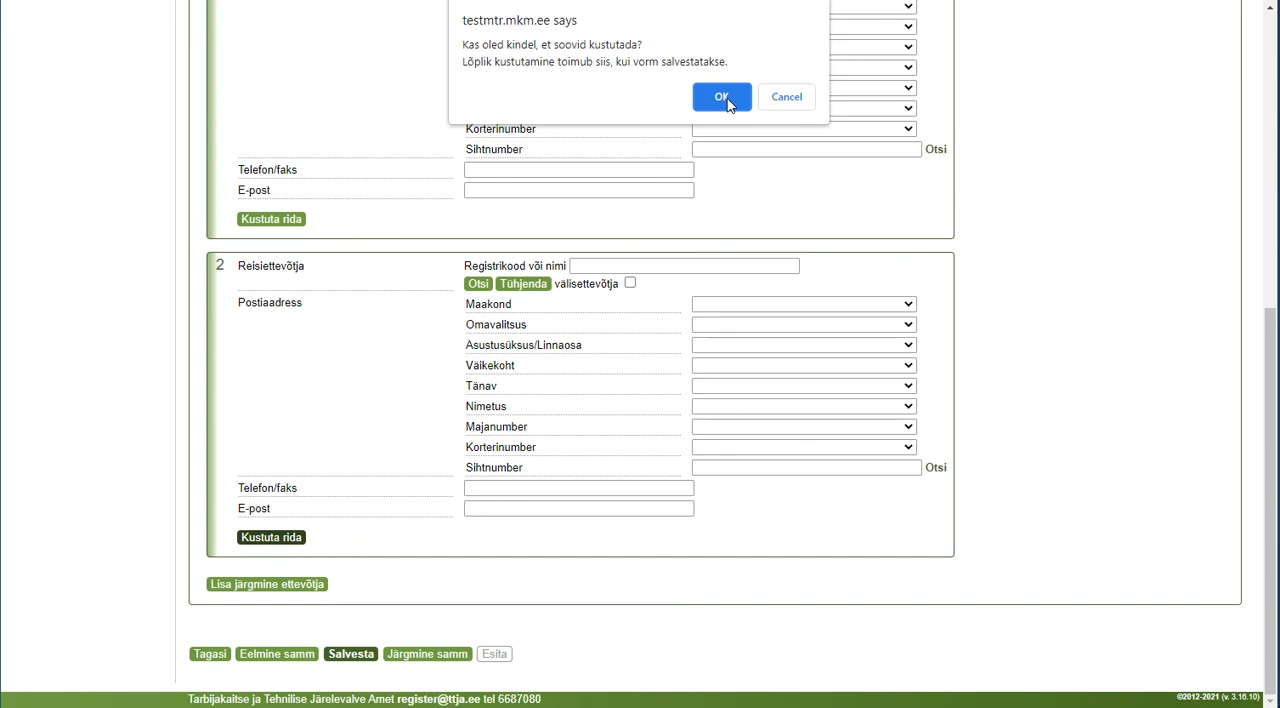 testmtr.mkm.ee says
Kas oled kindel, et soovid kustutada?
Lõplik kustutamine toimub siis, kui vorm salvestatakse.
OK Cancel
Korterinumber
Sihtnumber Otsi
Telefon/faks
E-post
Kustuta rida
2 Reisiettevõtja Registrikood või nimi
Otsi Tühjenda välisettevõtja
Postiaadress Maakond
Omavalitsus
Asustusüksus/Linnaosa
Väikekoht
Tänav
Nimetus
Majanumber
Korterinumber
Sihtnumber Otsi
Telefon/faks
E-post
Kustuta rida
Lisa järgmine ettevõtja
Tagasi Eelmine samm Salvesta Järgmine samm Esita
Tarbijakaitse ja Tehnilise Järelevalve Amet register@ttja.ee tel 6687080 ©2012-2021 (v. 3.16.10)